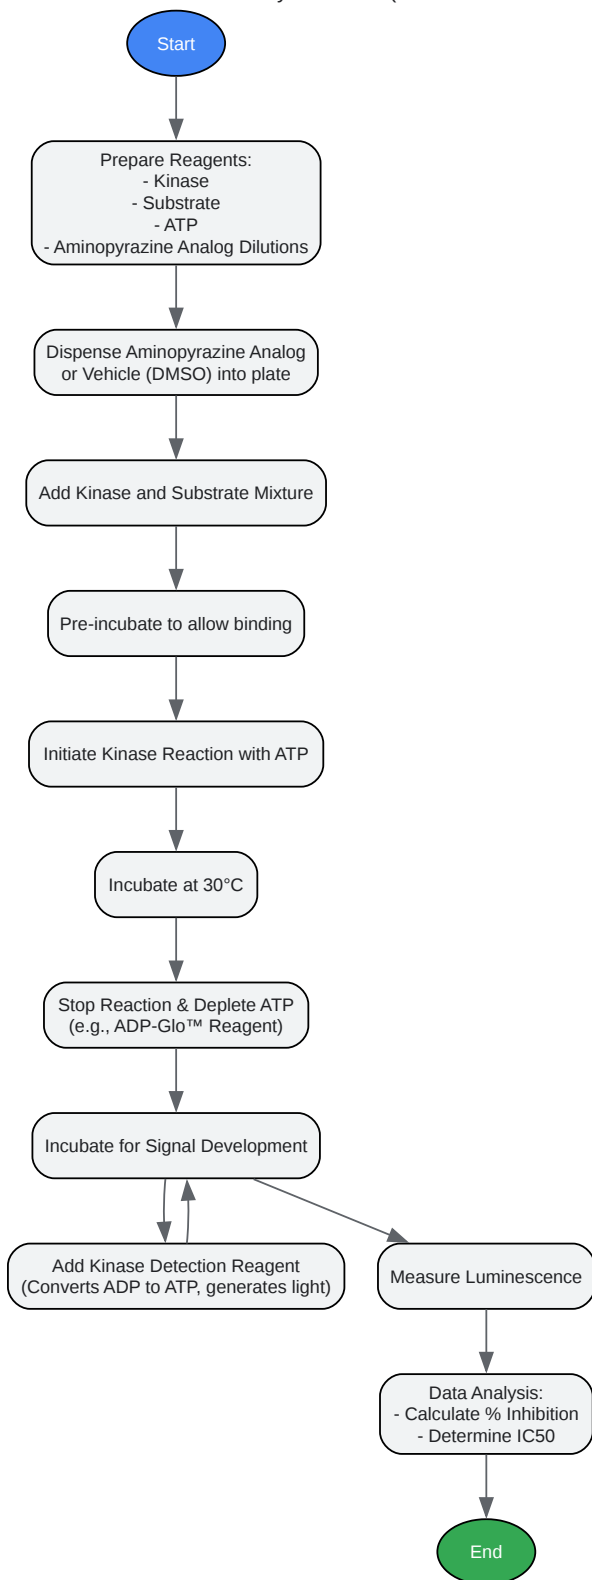 Start
Prepare Reagents:
- Kinase
- Substrate
- ATP
- Aminopyrazine Analog Dilutions
Dispense Aminopyrazine Analog
or Vehicle (DMSO) into plate
Add Kinase and Substrate Mixture
Pre-incubate to allow binding
Initiate Kinase Reaction with ATP
Incubate at 30°C
Stop Reaction & Deplete ATP
(e.g., ADP-Glo™ Reagent)
Incubate for Signal Development
Add Kinase Detection Reagent
(Converts ADP to ATP, generates light)
Measure Luminescence
Data Analysis:
- Calculate % Inhibition
- Determine IC50
End